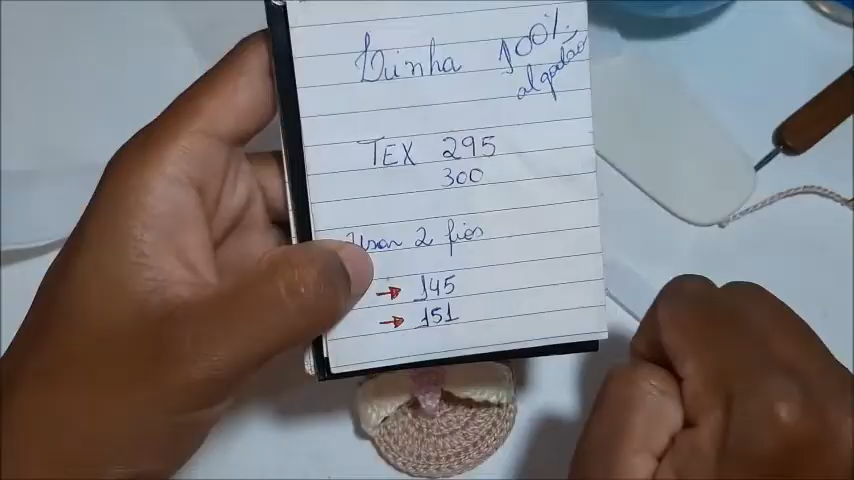 Linha 100%
algodão
TEX 295
300
Usar 2 fios
→ 145
→ 151